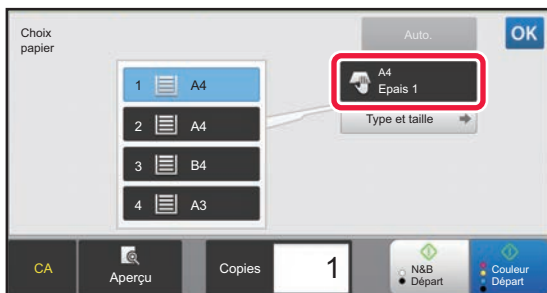 Choix
papier
Auto.
OK
1 A4
2 A4
3 B4
4 A3
A4
Epais 1
Type et taille
CA
Aperçu
Copies
1
N&B
Départ
Couleur
Départ